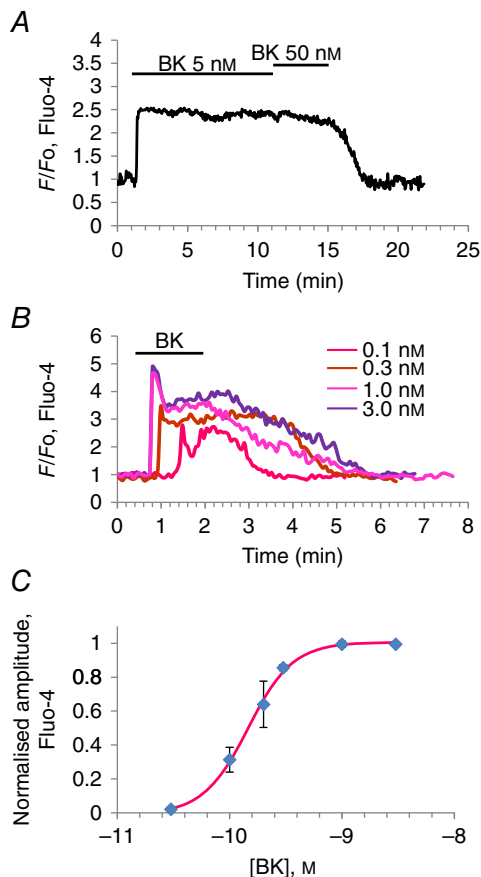 A
BK 50 nM
BK 5 nM
F/Fo, Fluo-4
4
3.5
3
2.5
2
1.5
1
0.5
0
0 5 10 15 20 25
Time (min)
B
BK
0.1 nM
0.3 nM
1.0 nM
3.0 nM
F/Fo, Fluo-4
6
5
4
3
2
1
0
0 1 2 3 4 5 6 7 8
Time (min)
C
Normalised amplitude,
Fluo-4
1
0.8
0.6
0.4
0.2
0
−11 −10 −9 −8
[BK], M